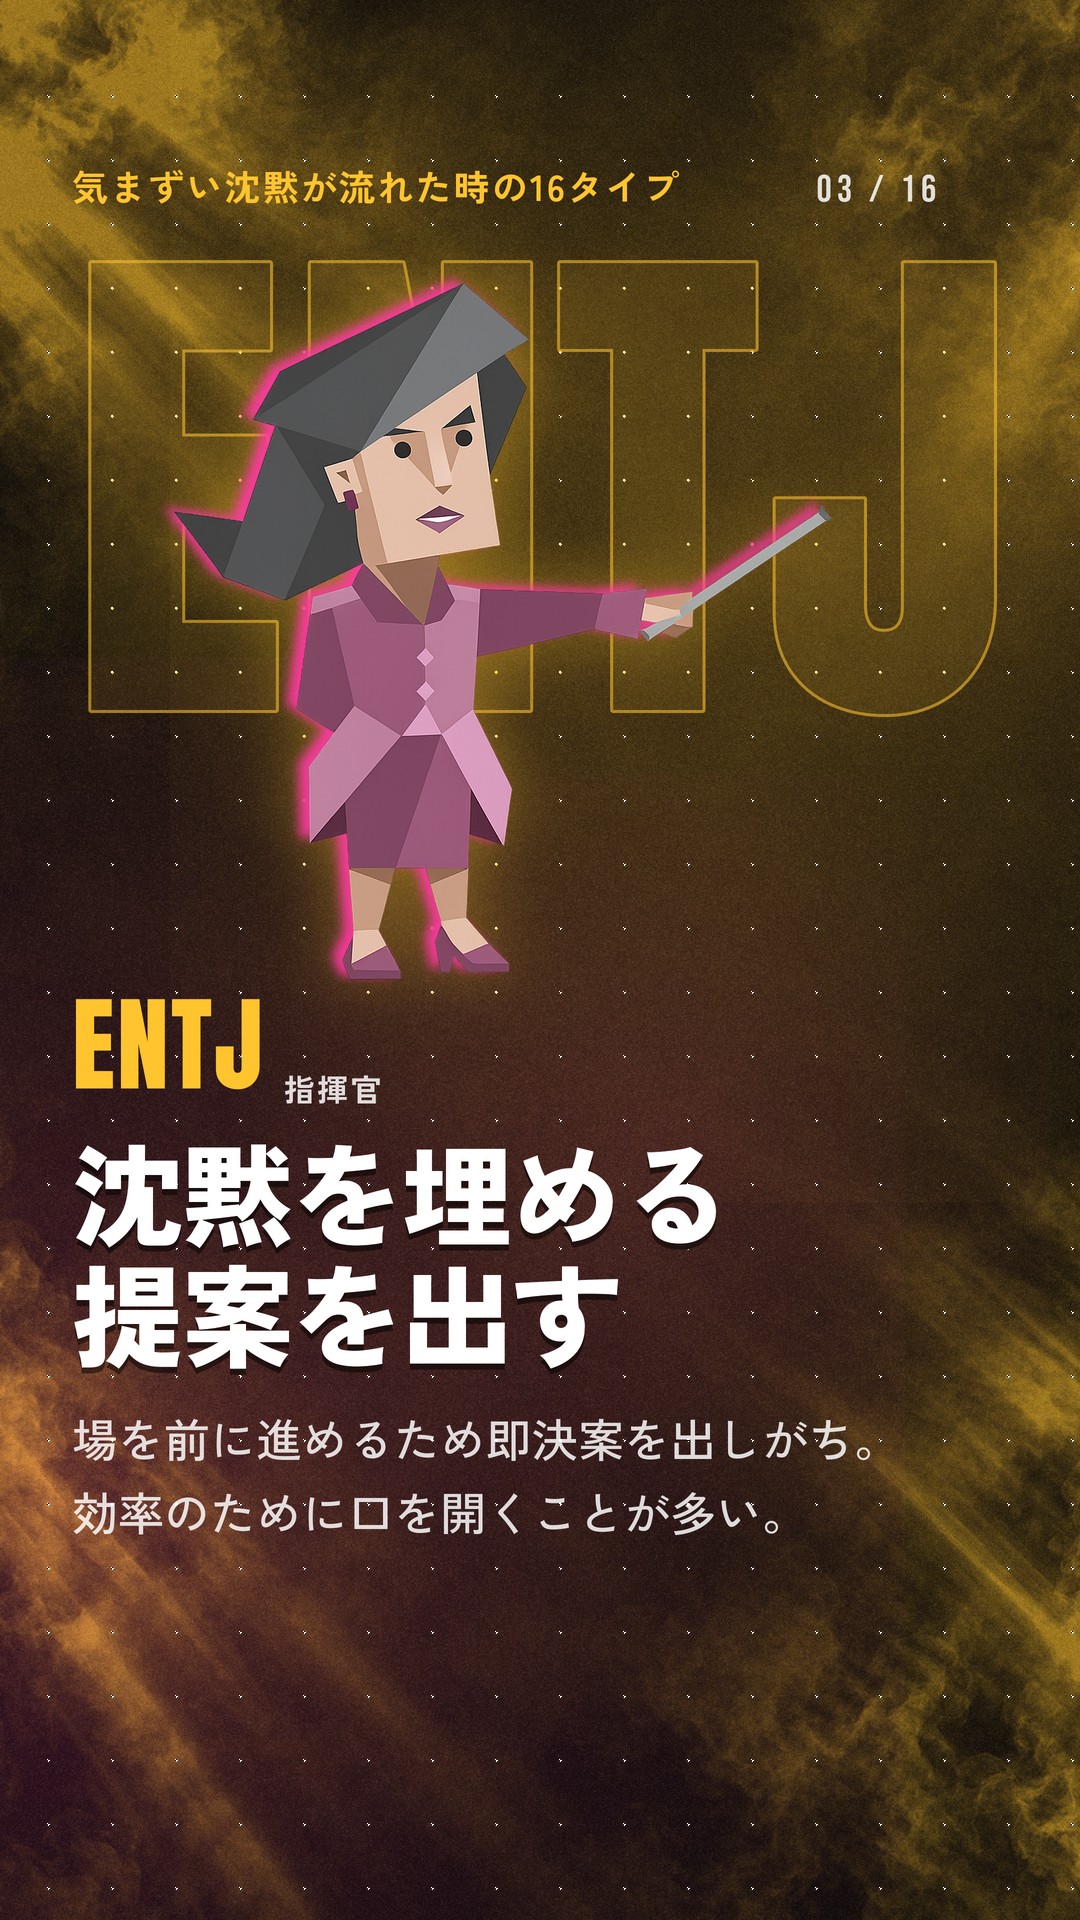 気まずい沈黙が流れた時の16タイプ
03 / 16
ENTJ
ENTJ
指揮官
沈黙を埋める
提案を出す
場を前に進めるため即決案を出しがち。
効率のために口を開くことが多い。